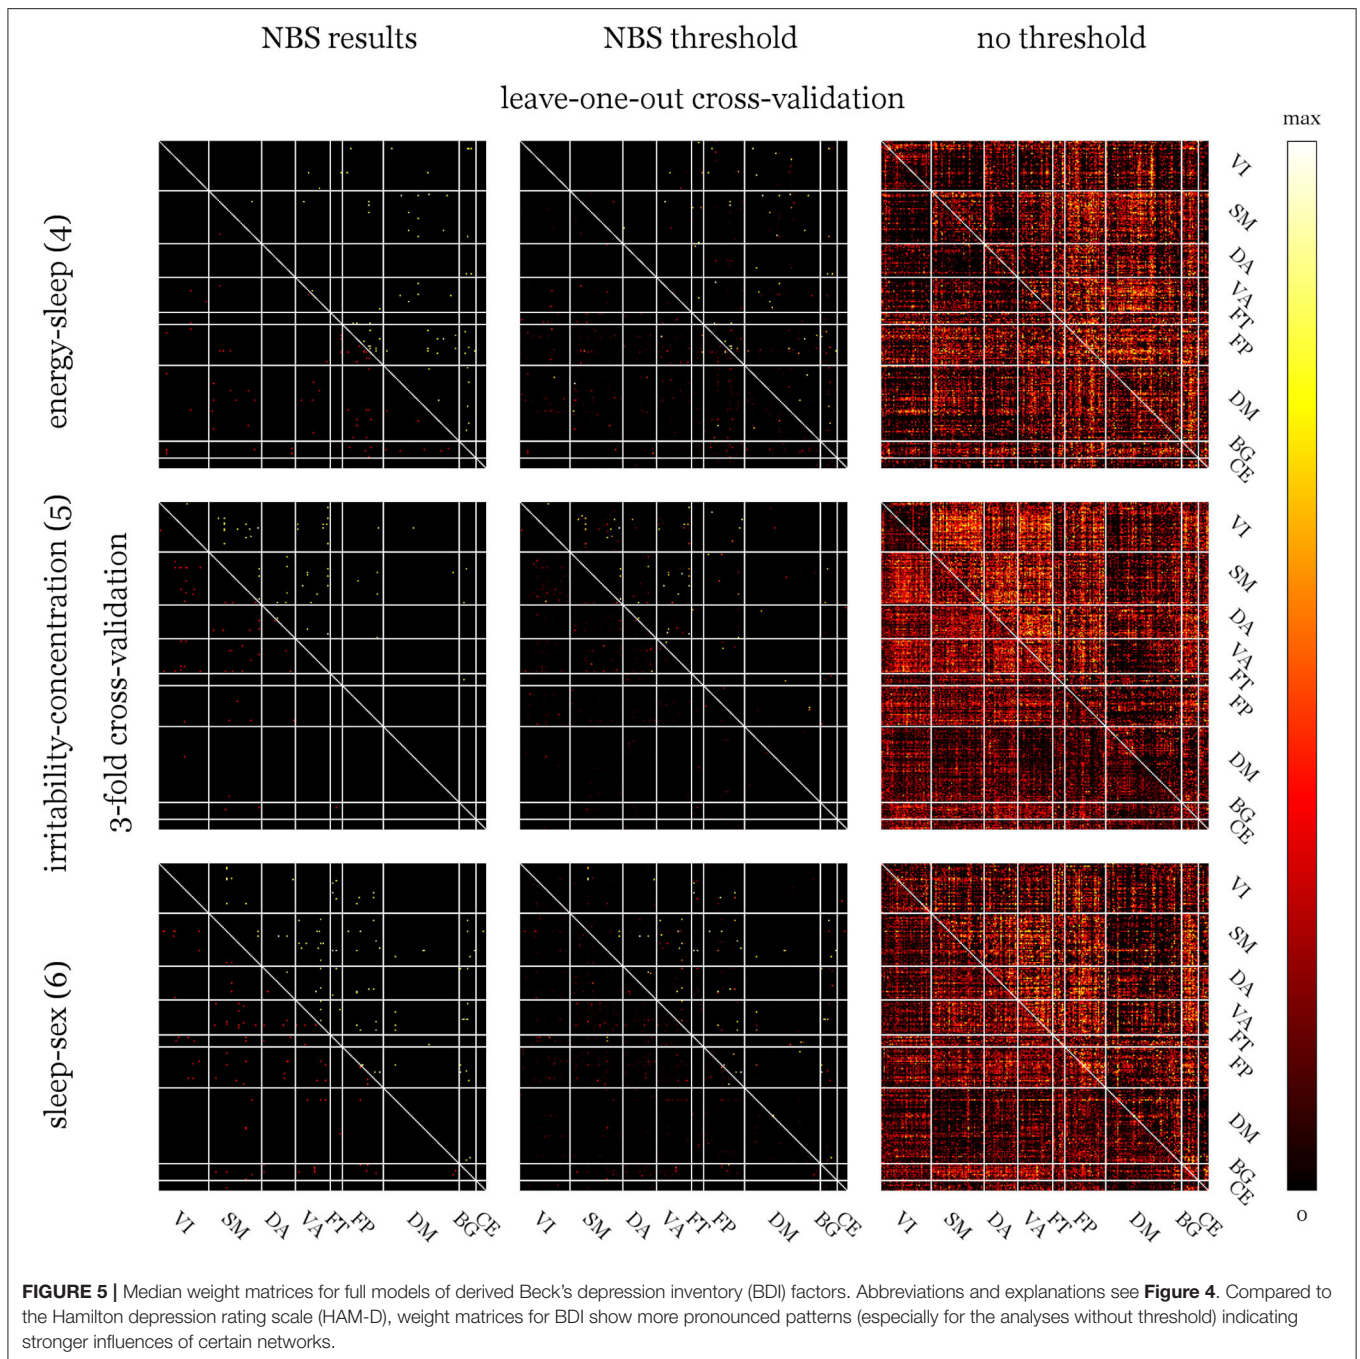 NBS results NBS threshold no threshold
leave-one-out cross-validation
max
energy-sleep (4)
VI
SM
DA
VA
FT
FP
DM
BG
CE
irritability-concentration (5)
3-fold cross-validation
VI
SM
DA
VA
FT
FP
DM
BG
CE
sleep-sex (6)
VI
SM
DA
VA
FT
FP
DM
BG
CE
0
VI SM DA VA FT FP DM BG CE VI SM DA VA FT FP DM BG CE VI SM DA VA FT FP DM BG CE
FIGURE 5 | Median weight matrices for full models of derived Beck's depression inventory (BDI) factors. Abbreviations and explanations see Figure 4. Compared to
the Hamilton depression rating scale (HAM-D), weight matrices for BDI show more pronounced patterns (especially for the analyses without threshold) indicating
stronger influences of certain networks.